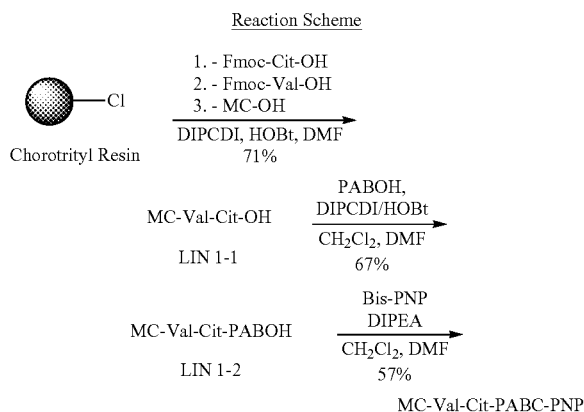 Reaction Scheme
1. - Fmoc-Cit-OH
2. - Fmoc-Val-OH
3. - MC-OH
Cl
DIPCDI, HOBt, DMF
Chorotrityl Resin
71%
PABOH,
DIPCDI/HOBt
MC-Val-Cit-OH
CH2Cl2, DMF
LIN 1-1
67%
Bis-PNP
DIPEA
MC-Val-Cit-PABOH
CH2Cl2, DMF
LIN 1-2
57%
MC-Val-Cit-PABC-PNP